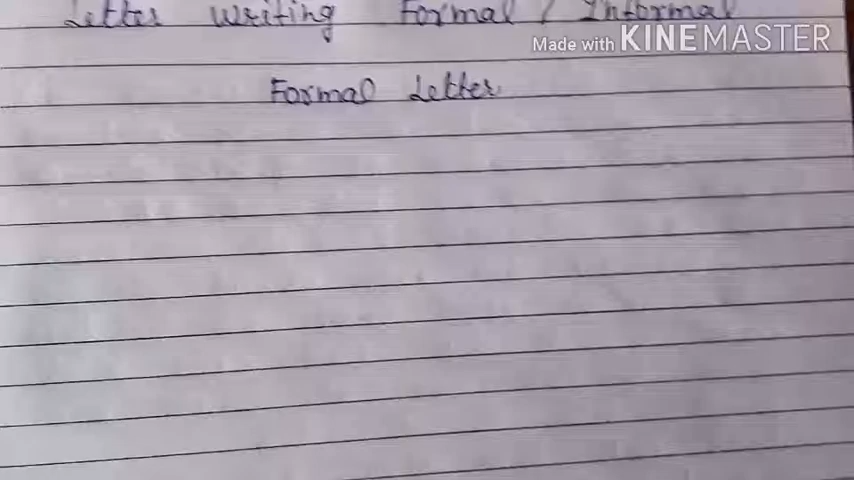 Letter Writing Formal / Informal
Made with KINEMASTER
Formal Letter